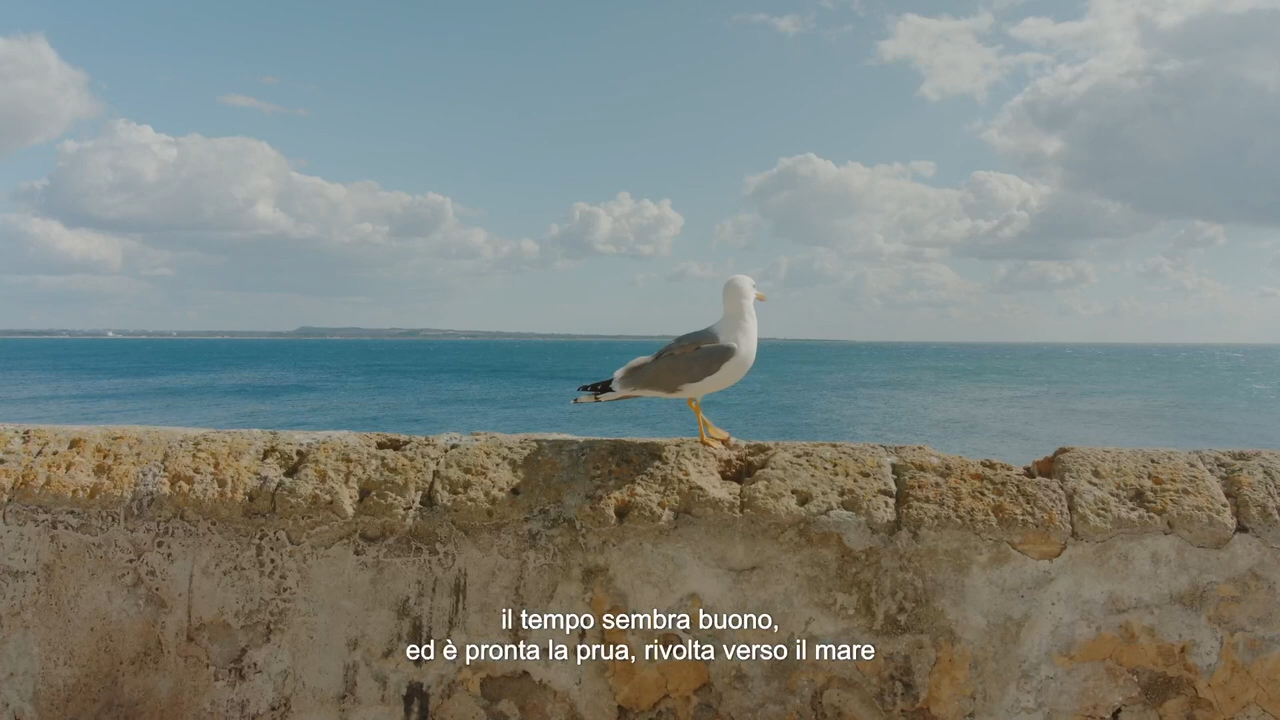 il tempo sembra buono,
ed è pronta la prua, rivolta verso il mare